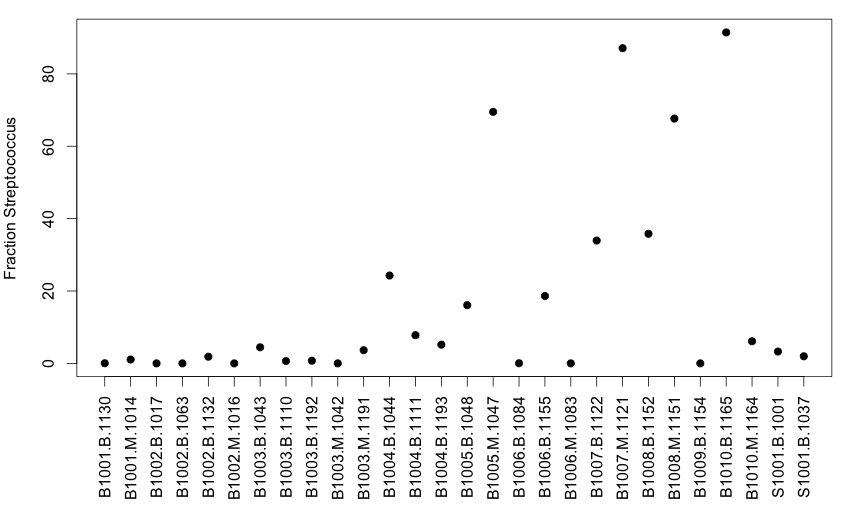 Fraction Streptococcus
80
60
40
20
0
B1001.B.1130
B1001.M.1014
B1002.B.1017
B1002.B.1063
B1002.B.1132
B1002.M.1016
B1003.B.1043
B1003.B.1110
B1003.B.1192
B1003.M.1042
B1003.M.1191
B1004.B.1044
B1004.B.1111
B1004.B.1193
B1005.B.1048
B1005.M.1047
B1006.B.1084
B1006.B.1155
B1006.M.1083
B1007.B.1122
B1007.M.1121
B1008.B.1152
B1008.M.1151
B1009.B.1154
B1010.B.1165
B1010.M.1164
S1001.B.1001
S1001.B.1037